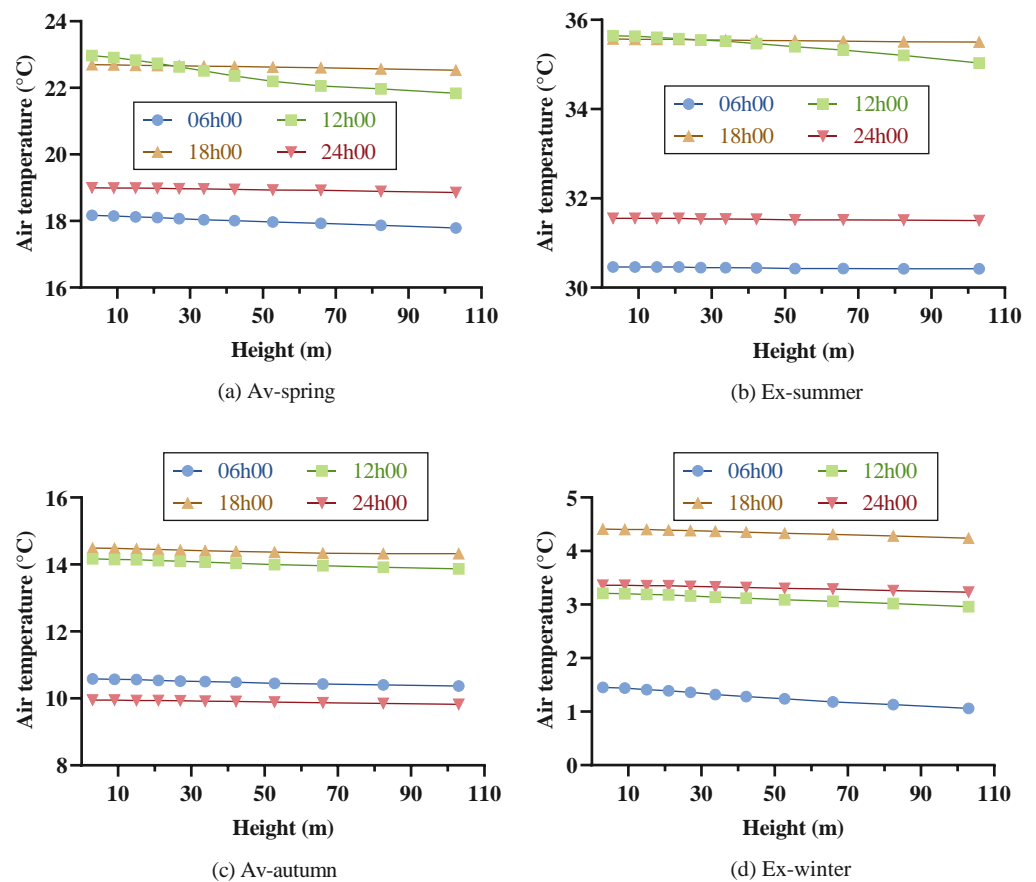 24
22
20
18
16
Air temperature (°C)
06h00 12h00
18h00 24h00
10 30 50 70 90 110
Height (m)
(a) Av-spring
36
34
32
30
Air temperature (°C)
06h00 12h00
18h00 24h00
10 30 50 70 90 110
Height (m)
(b) Ex-summer
06h00 12h00
18h00 24h00
16
14
12
10
8
Air temperature (°C)
10 30 50 70 90 110
Height (m)
(c) Av-autumn
06h00 12h00
18h00 24h00
5
4
3
2
1
0
Air temperature (°C)
10 30 50 70 90 110
Height (m)
(d) Ex-winter